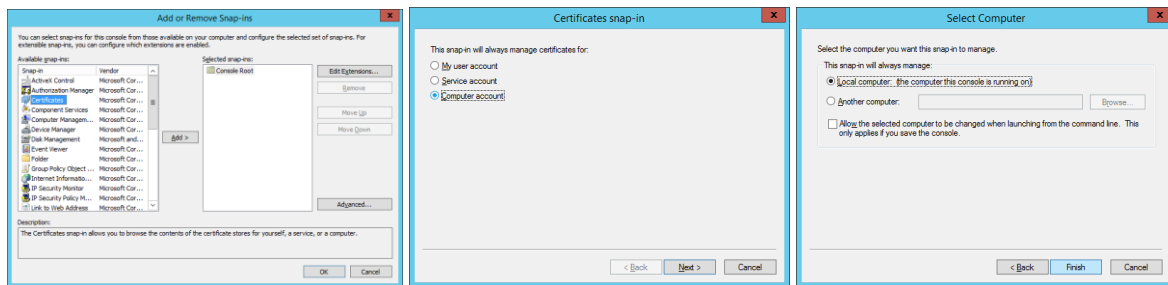 Add or Remove Snap-ins
x
You can select snap-ins for this console from those available on your computer and configure the selected set of snap-ins. For
extensible snap-ins, you can configure which extensions are enabled.
Available snap-ins:
Snap-in Vendor
ActiveX Control Microsoft Cor...
Authorization Manager Microsoft Cor...
Certificates Microsoft Cor...
Component Services Microsoft Cor...
Computer Managem... Microsoft Cor...
Device Manager Microsoft Cor...
Disk Management Microsoft and...
Event Viewer Microsoft Cor...
Folder Microsoft Cor...
Group Policy Object ... Microsoft Cor...
Internet Informatio... Microsoft Cor...
IP Security Monitor Microsoft Cor...
IP Security Policy M... Microsoft Cor...
Link to Web Address Microsoft Cor...
Add >
Selected snap-ins:
Console Root
Edit Extensions...
Remove
Move Up
Move Down
Advanced...
Description:
The Certificates snap-in allows you to browse the contents of the certificate stores for yourself, a service, or a computer.
OK Cancel
Certificates snap-in
x
This snap-in will always manage certificates for:
My user account
Service account
Computer account
< Back Next > Cancel
Select Computer
x
Select the computer you want this snap-in to manage.
This snap-in will always manage:
Local computer: (the computer this console is running on)
Another computer: Browse...
Allow the selected computer to be changed when launching from the command line. This
only applies if you save the console.
< Back Finish Cancel